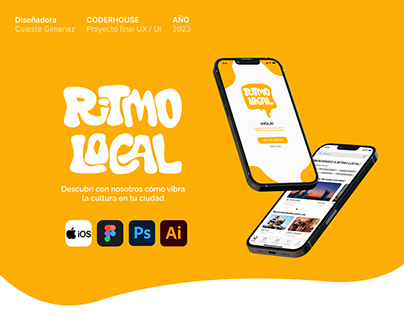 Diseñadora
Celeste Gimenez
CODERHOUSE
Proyecto final UX / UI
AÑO
2023
RITMO
LOCAL
Descubrí con nosotros cómo vibra
la cultura en tu ciudad
iOS
Ps
Ai
RITMO
LOCAL
¡HOLA!